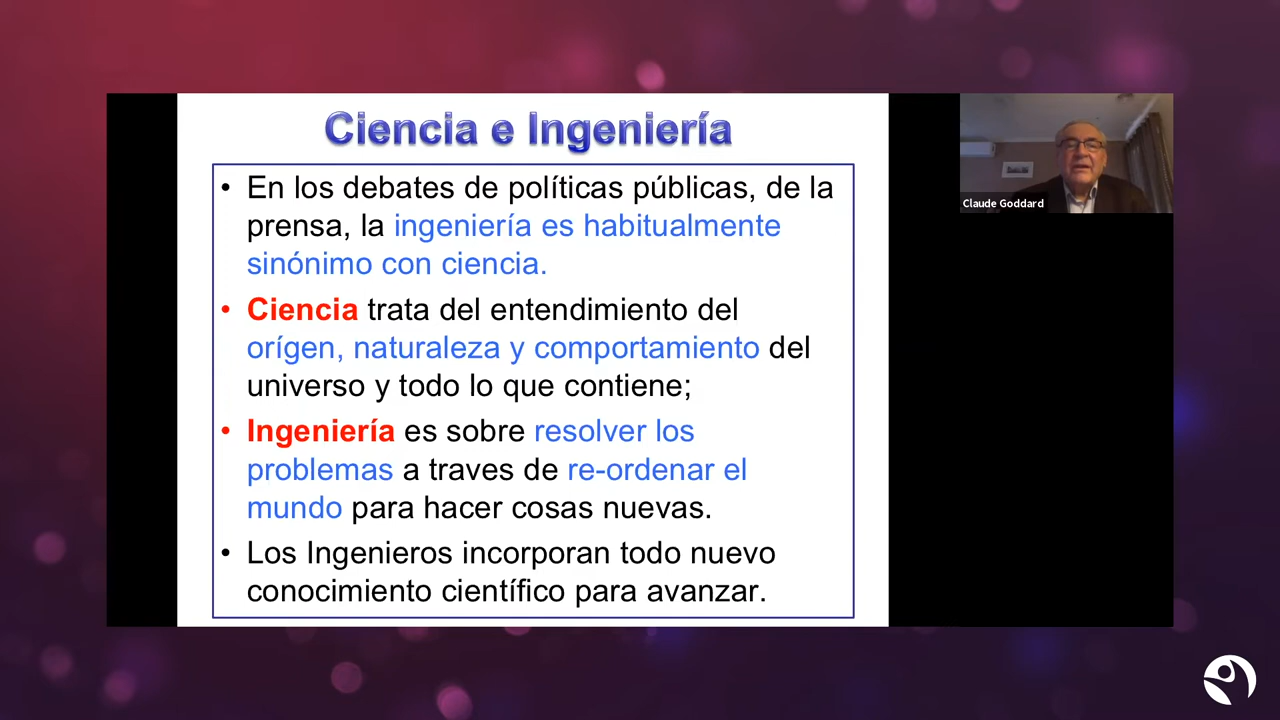 Ciencia e Ingeniería
• En los debates de políticas públicas, de la
prensa, la ingeniería es habitualmente
sinónimo con ciencia.
• Ciencia trata del entendimiento del
orígen, naturaleza y comportamiento del
universo y todo lo que contiene;
• Ingeniería es sobre resolver los
problemas a traves de re-ordenar el
mundo para hacer cosas nuevas.
• Los Ingenieros incorporan todo nuevo
conocimiento científico para avanzar.
Claude Goddard